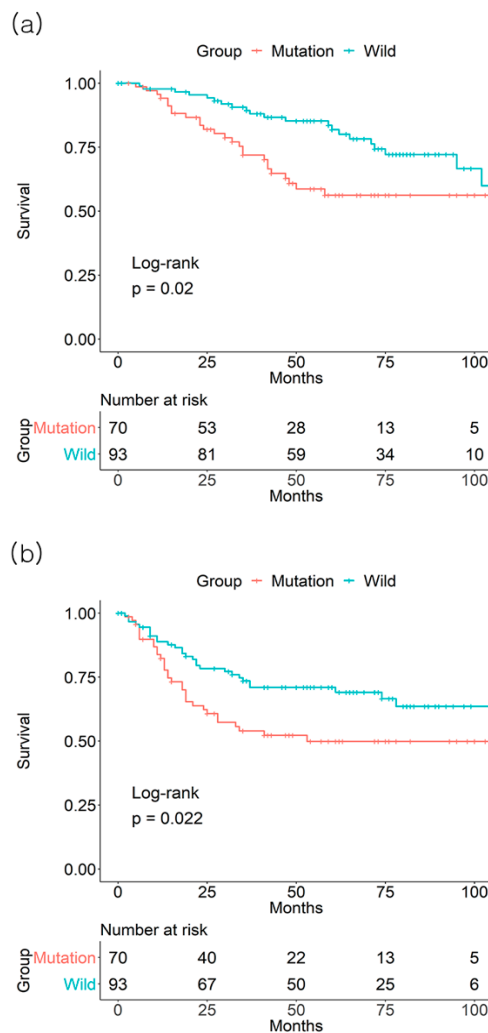 (a)
Group Mutation Wild
1.00
0.75
0.50
0.25
0.00
Survival
Log-rank
p = 0.02
0 25 50 75 100
Months
Number at risk
Group
Mutation 70 53 28 13 5
Wild 93 81 59 34 10
0 25 50 75 100
Months
(b)
Group Mutation Wild
1.00
0.75
0.50
0.25
0.00
Survival
Log-rank
p = 0.022
0 25 50 75 100
Months
Number at risk
Group
Mutation 70 40 22 13 5
Wild 93 67 50 25 6
0 25 50 75 100
Months